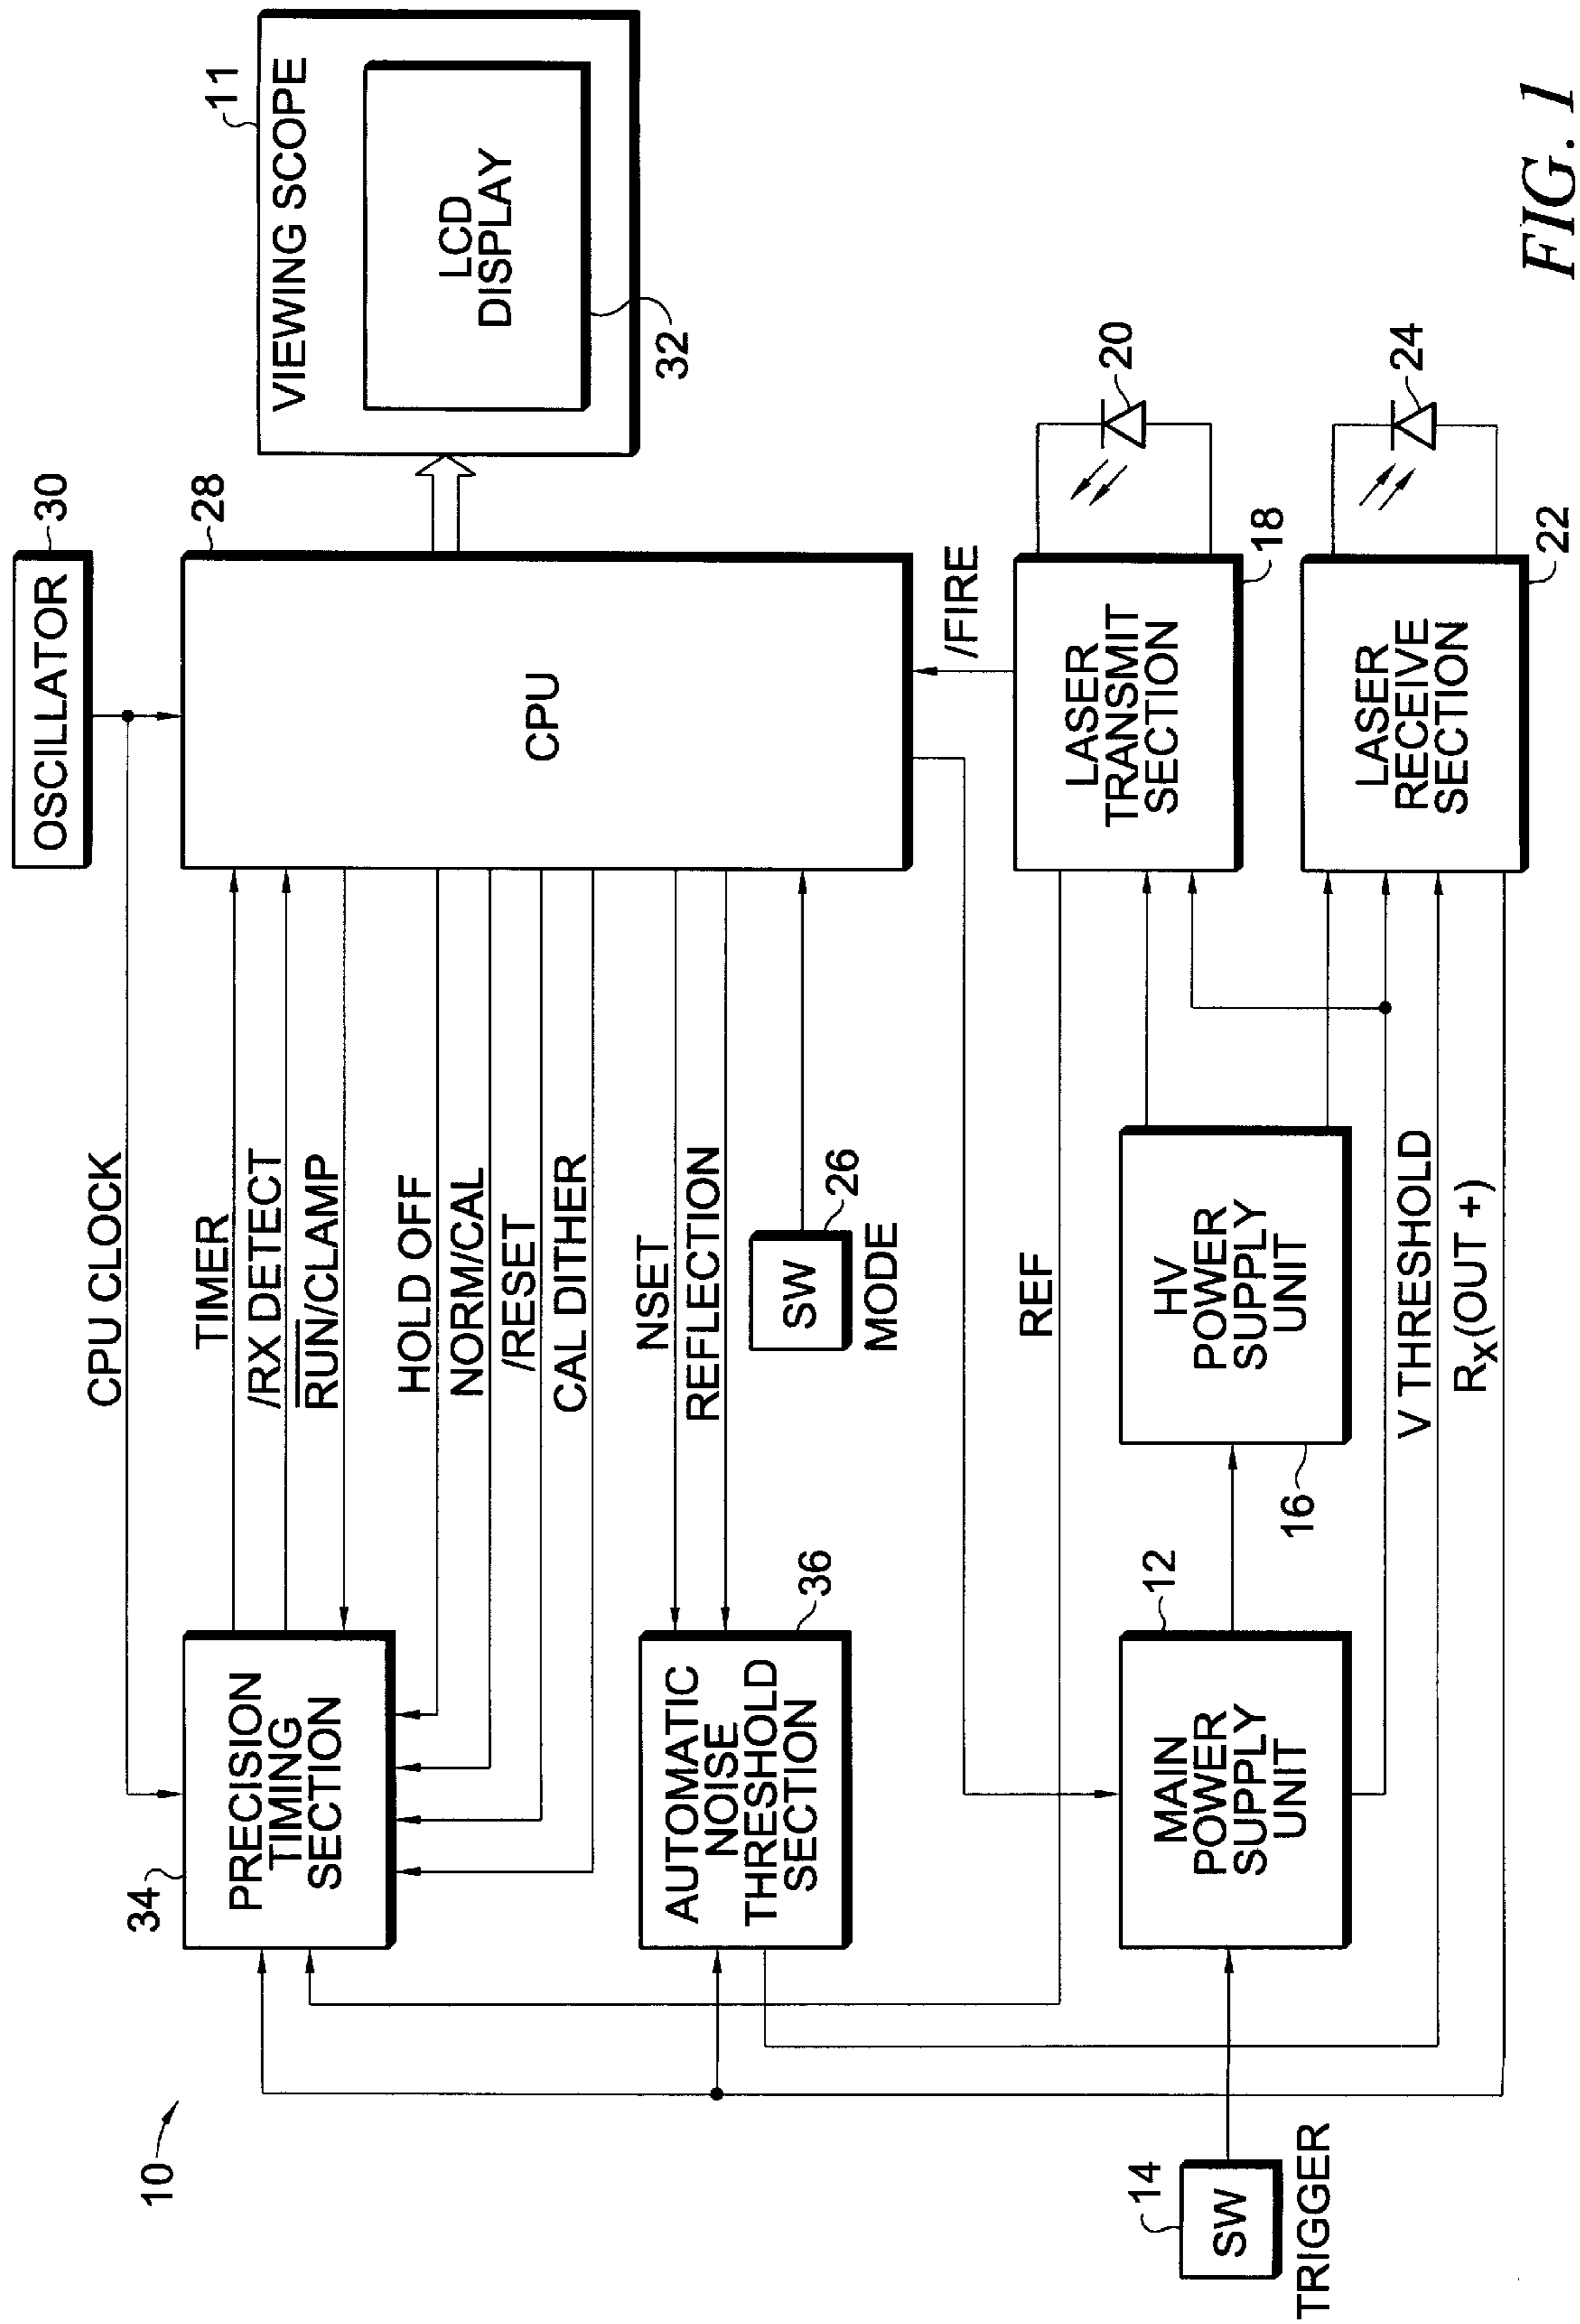 10
OSCILLATOR
30
CPU CLOCK
34
PRECISION
TIMING
SECTION
TIMER
/RX DETECT
R̅U̅N̅/CLAMP
HOLD OFF
NORM/CAL
/RESET
CAL DITHER
28
CPU
11
VIEWING SCOPE
LCD
DISPLAY
32
AUTOMATIC
NOISE
THRESHOLD
SECTION
36
NSET
REFLECTION
SW
26
MODE
REF
/FIRE
14
SW
TRIGGER
MAIN
POWER
SUPPLY
UNIT
12
HV
POWER
SUPPLY
UNIT
16
LASER
TRANSMIT
SECTION
18
20
LASER
RECEIVE
SECTION
22
24
V THRESHOLD
Rx(OUT +)
FIG. 1